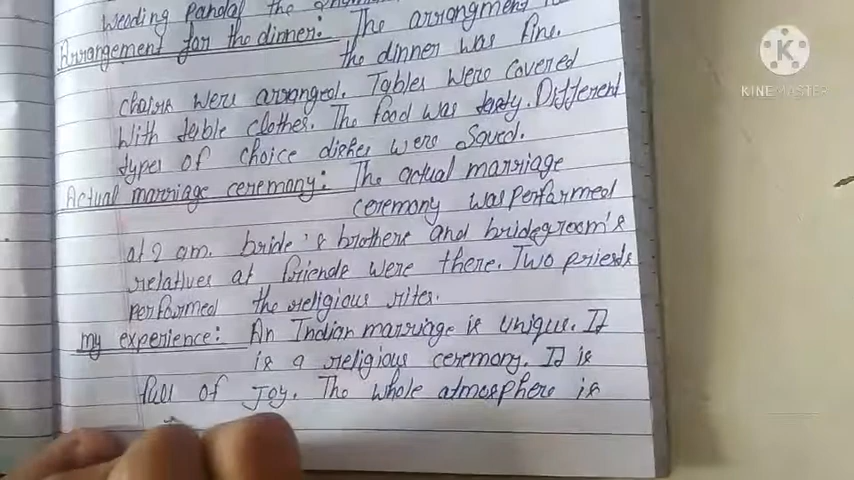 Weading Pandal the
Arrangement for the dinner: The arrangment
the dinner was fine.
chairs were arranged. Tables were covered
With table clothes. The food was tasty. Different
types of choice dishes were Saved.
Actual marriage ceremony: The actual marriage
ceremony was performed
at 2 am. bride's brothers and bridegroom's
relatives at friends were there. Two priests
performed the religious rites.
my experience: An Indian marriage is unique. It
is a religious ceremony. It is
full of Joy. The whole atmosphere is
K
KINEMASTER